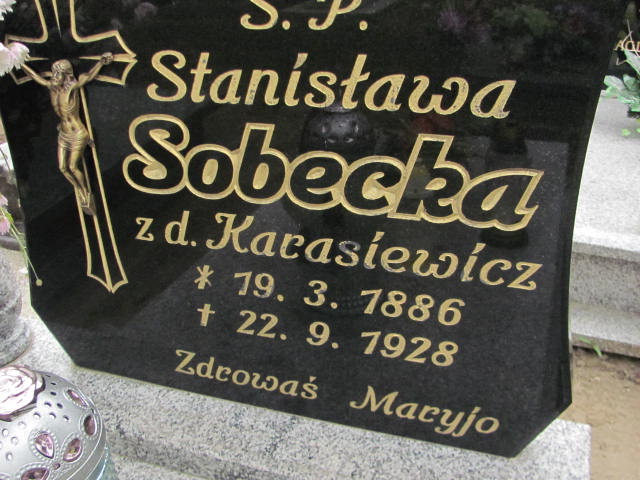 Ś. P.
Stanisława
Sobecka
z d. Karasiewicz
* 19. 3. 1886
† 22. 9. 1928
Zdrowaś Maryjo